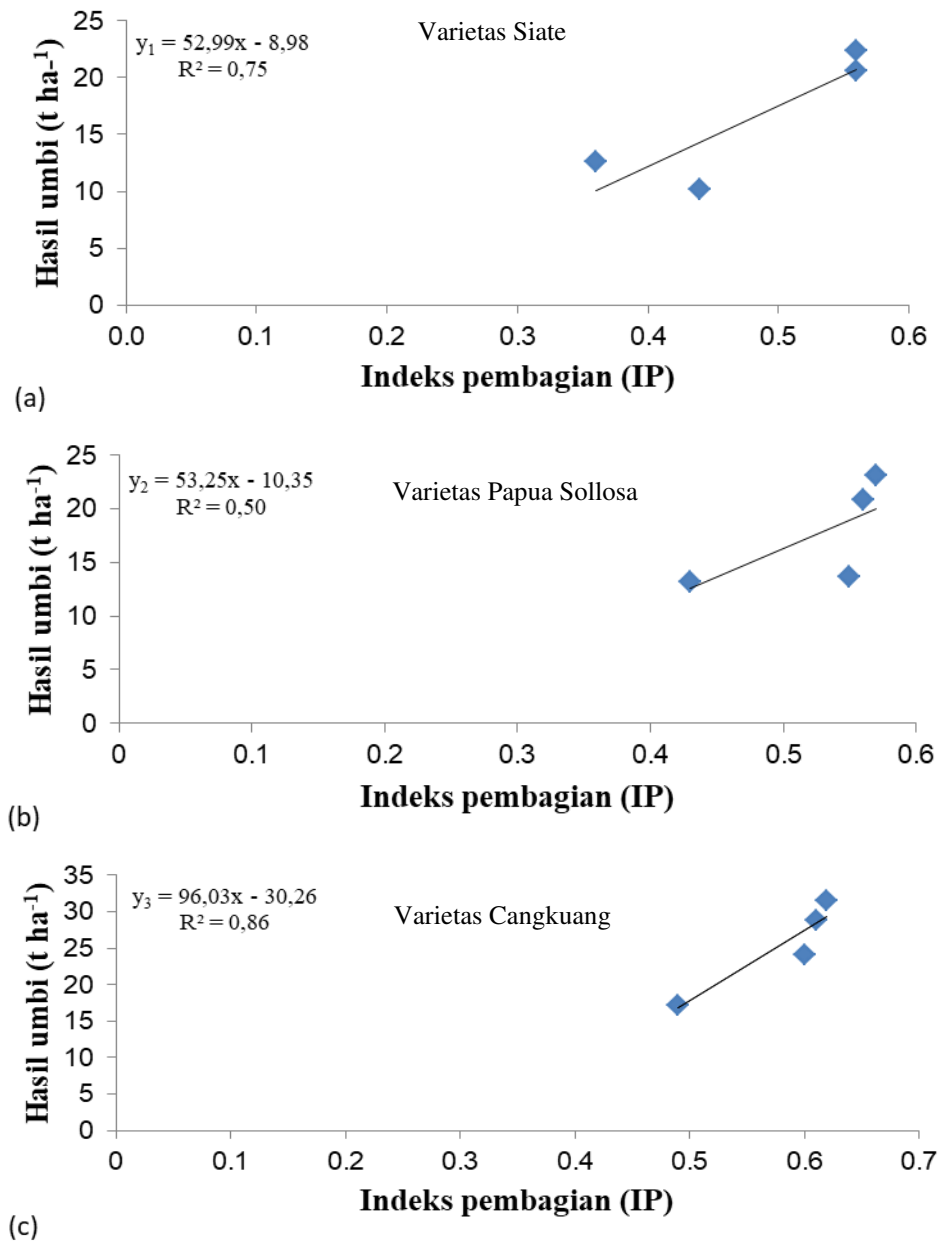 Varietas Siate
y₁ = 52,99x - 8,98
R² = 0,75
Hasil umbi (t ha-¹)
25
20
15
10
5
0
0.0 0.1 0.2 0.3 0.4 0.5 0.6
Indeks pembagian (IP)
(a)
Varietas Papua Sollosa
y₂ = 53,25x - 10,35
R² = 0,50
Hasil umbi (t ha⁻¹)
25
20
15
10
5
0
0 0.1 0.2 0.3 0.4 0.5 0.6
Indeks pembagian (IP)
(b)
Varietas Cangkuang
y₃ = 96,03x - 30,26
R² = 0,86
Hasil umbi (t ha⁻¹)
35
30
25
20
15
10
5
0
0 0.1 0.2 0.3 0.4 0.5 0.6 0.7
Indeks pembagian (IP)
(c)